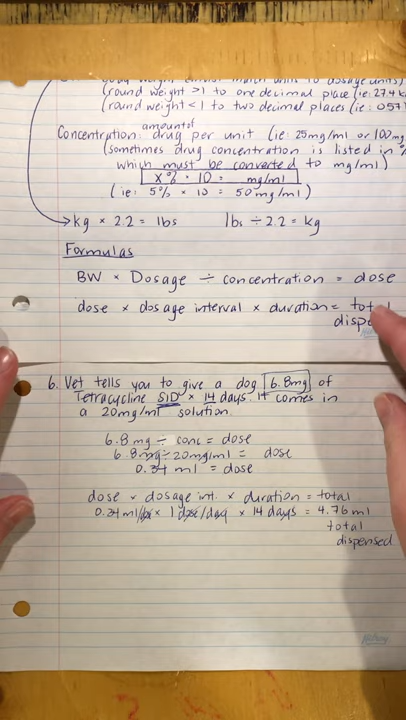 (round weight >1 to one decimal place (ie: 27.4 k
(round weight <1 to two decimal places (ie: 0.57
Concentration: amount of drug per unit (ie: 25mg/ml or 100mg
(sometimes drug concentration is listed in %
which must be converted to mg/ml)
X% × 10 = mg/ml
(ie: 5% × 10 = 50mg/ml)
kg × 2.2 = lbs lbs ÷ 2.2 = kg
Formulas
BW × Dosage ÷ concentration = dose
dose × dosage interval × duration = total
dispe
6. Vet tells you to give a dog 6.8mg of
Tetracycline SID × 14 days. It comes in
a 20mg/ml solution.
6.8mg ÷ conc = dose
6.8mg ÷ 20mg/ml = dose
0.34 ml = dose
dose × dosage int. × duration = total
0.34 ml/dose × 1 dose/day × 14 days = 4.76 ml
total
dispensed
Hilroy